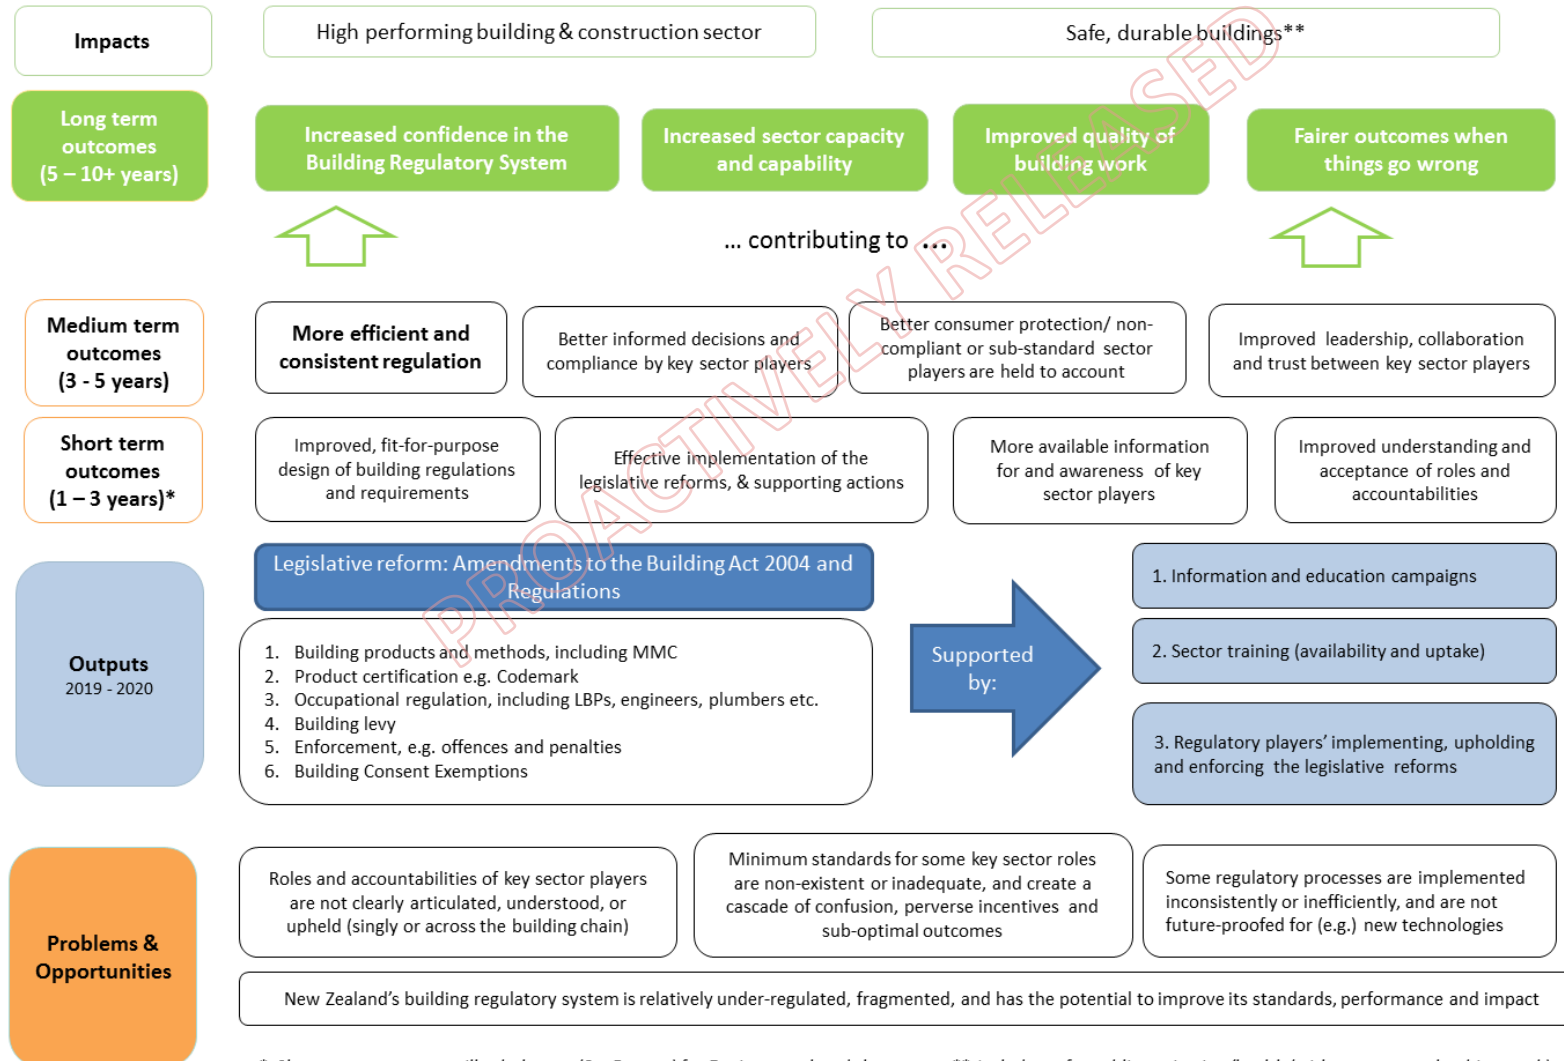 Impacts
High performing building & construction sector
Safe, durable buildings**
Long term
outcomes
(5 – 10+ years)
Increased confidence in the
Building Regulatory System
Increased sector capacity
and capability
Improved quality of
building work
Fairer outcomes when
things go wrong
... contributing to ...
Medium term
outcomes
(3 - 5 years)
More efficient and
consistent regulation
Better informed decisions and
compliance by key sector players
Better consumer protection/ non-
compliant or sub-standard sector
players are held to account
Improved leadership, collaboration
and trust between key sector players
Short term
outcomes
(1 – 3 years)*
Improved, fit-for-purpose
design of building regulations
and requirements
Effective implementation of the
legislative reforms, & supporting actions
More available information
for and awareness of key
sector players
Improved understanding and
acceptance of roles and
accountabilities
Outputs
2019 - 2020
Legislative reform: Amendments to the Building Act 2004 and
Regulations
1. Building products and methods, including MMC
2. Product certification e.g. Codemark
3. Occupational regulation, including LBPs, engineers, plumbers etc.
4. Building levy
5. Enforcement, e.g. offences and penalties
6. Building Consent Exemptions
Supported
by:
1. Information and education campaigns
2. Sector training (availability and uptake)
3. Regulatory players' implementing, upholding
and enforcing the legislative reforms
Problems &
Opportunities
Roles and accountabilities of key sector players
are not clearly articulated, understood, or
upheld (singly or across the building chain)
Minimum standards for some key sector roles
are non-existent or inadequate, and create a
cascade of confusion, perverse incentives and
sub-optimal outcomes
Some regulatory processes are implemented
inconsistently or inefficiently, and are not
future-proofed for (e.g.) new technologies
New Zealand's building regulatory system is relatively under-regulated, fragmented, and has the potential to improve its standards, performance and impact
PROACTIVELY RELEASED